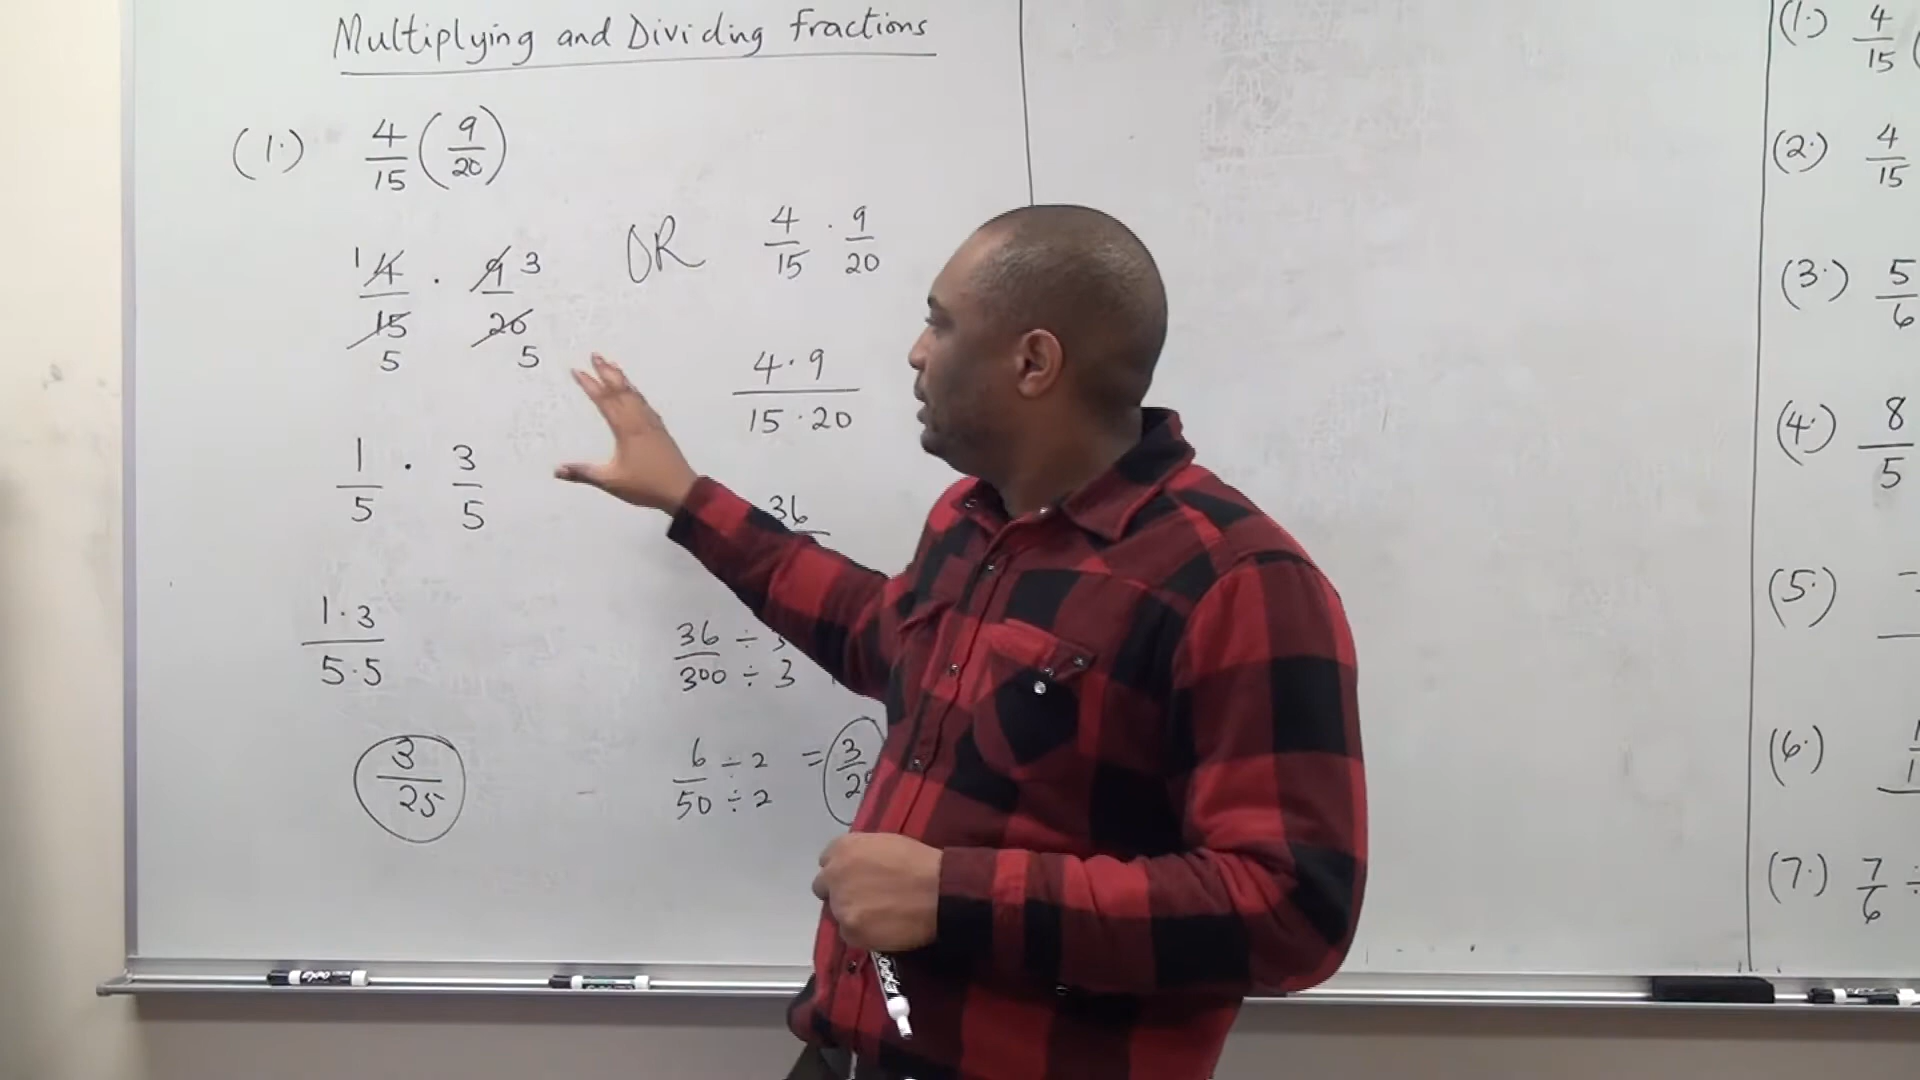 Multiplying and Dividing fractions
(1.) 4/15 (9/20)
1 4/15 · 9/20 3
5 5
OR 4/15 · 9/20
1/5 · 3/5
1·3/5·5
3/25
4·9/15·20
36
36/300 ÷ 3
6/50 ÷ 2/÷ 2 = 3/2
(1.) 4/15 (
(2.) 4/15
(3.) 5/6
(4.) 8/5
(5.)
(6.)
(7.) 7/6 ÷
EXPO